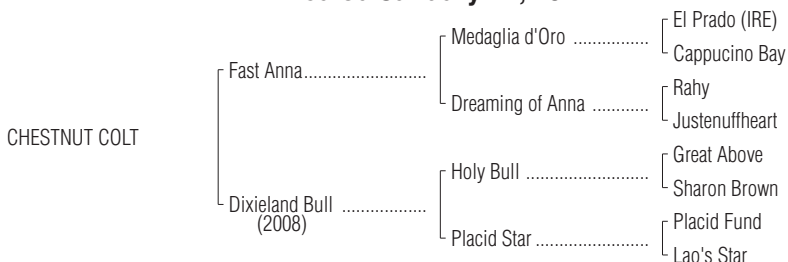 El Prado (IRE)
Medaglia d'Oro ...............
Cappucino Bay
Fast Anna..........................
Rahy
Dreaming of Anna ............
Justenuffheart
CHESTNUT COLT
Great Above
Holy Bull ........................
Sharon Brown
Dixieland Bull ..................
(2008)
Placid Fund
Placid Star ......................
Lao's Star